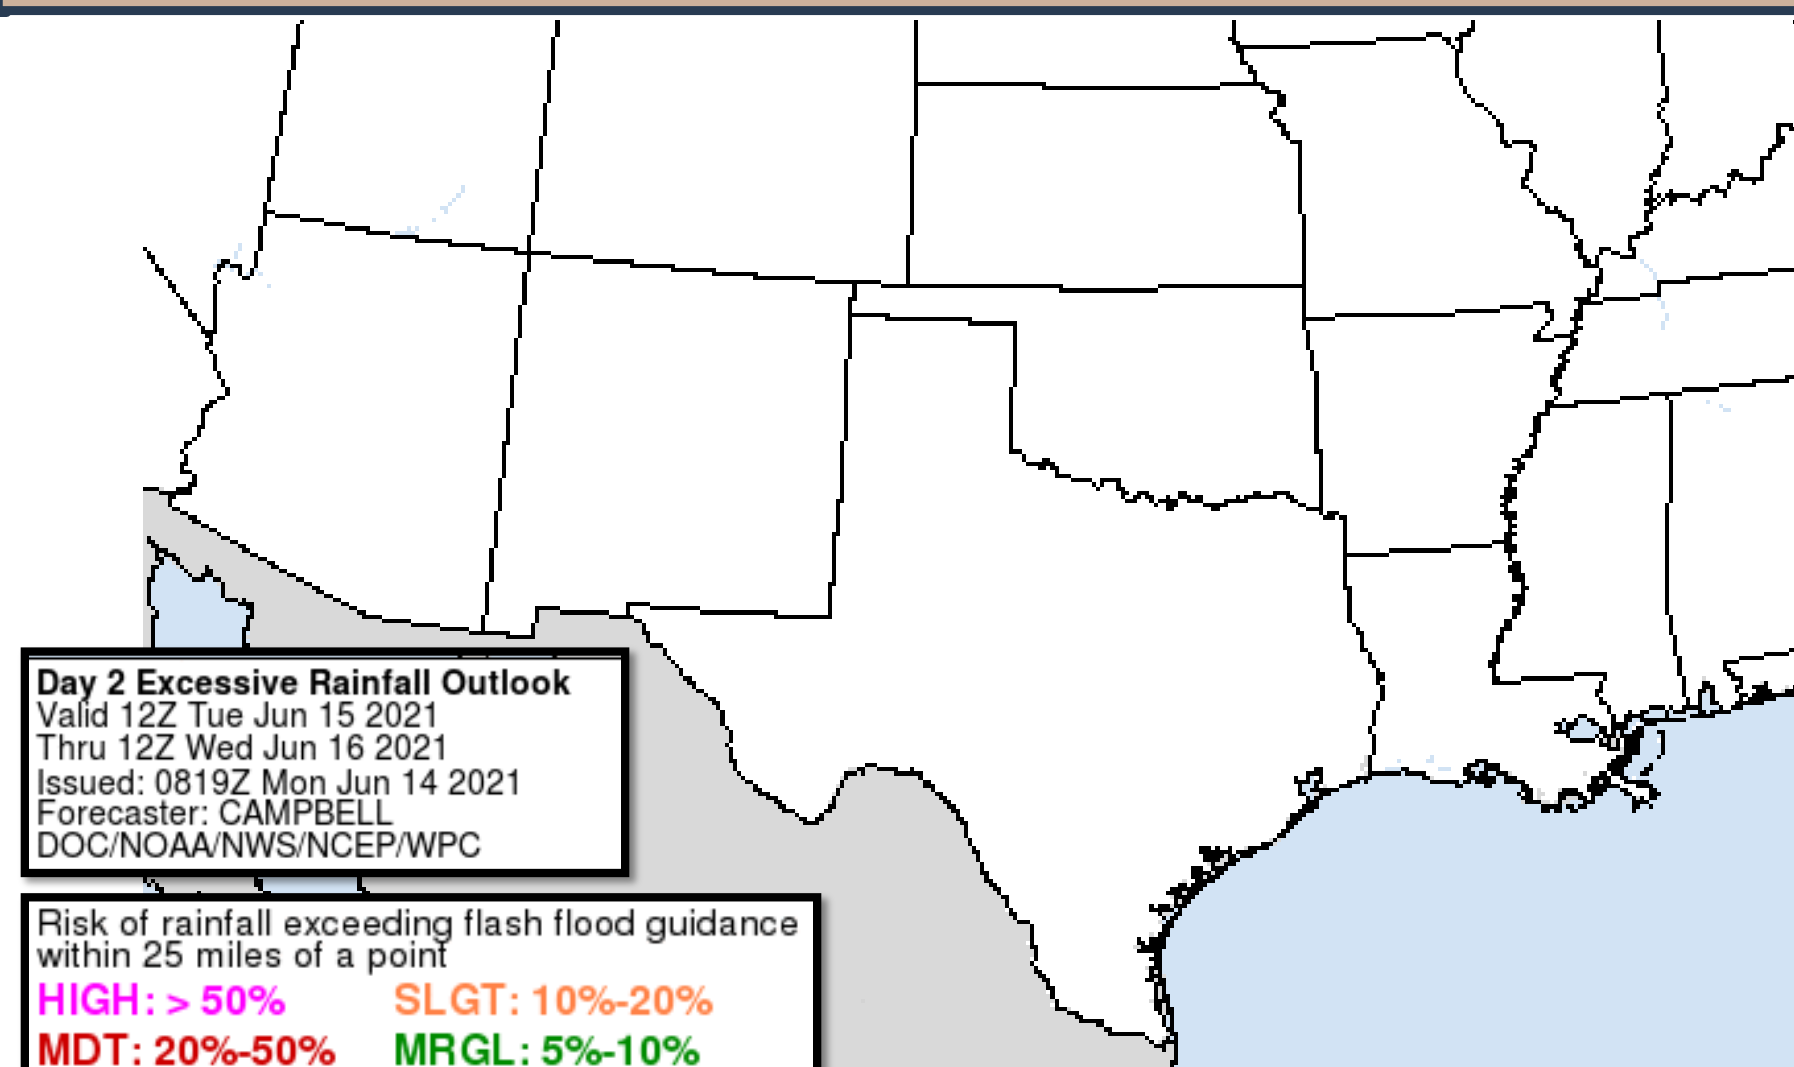 Day 2 Excessive Rainfall Outlook
Valid 12Z Tue Jun 15 2021
Thru 12Z Wed Jun 16 2021
Issued: 0819Z Mon Jun 14 2021
Forecaster: CAMPBELL
DOC/NOAA/NWS/NCEP/WPC
Risk of rainfall exceeding flash flood guidance
within 25 miles of a point
HIGH: > 50% SLGT: 10%-20%
MDT: 20%-50% MRGL: 5%-10%